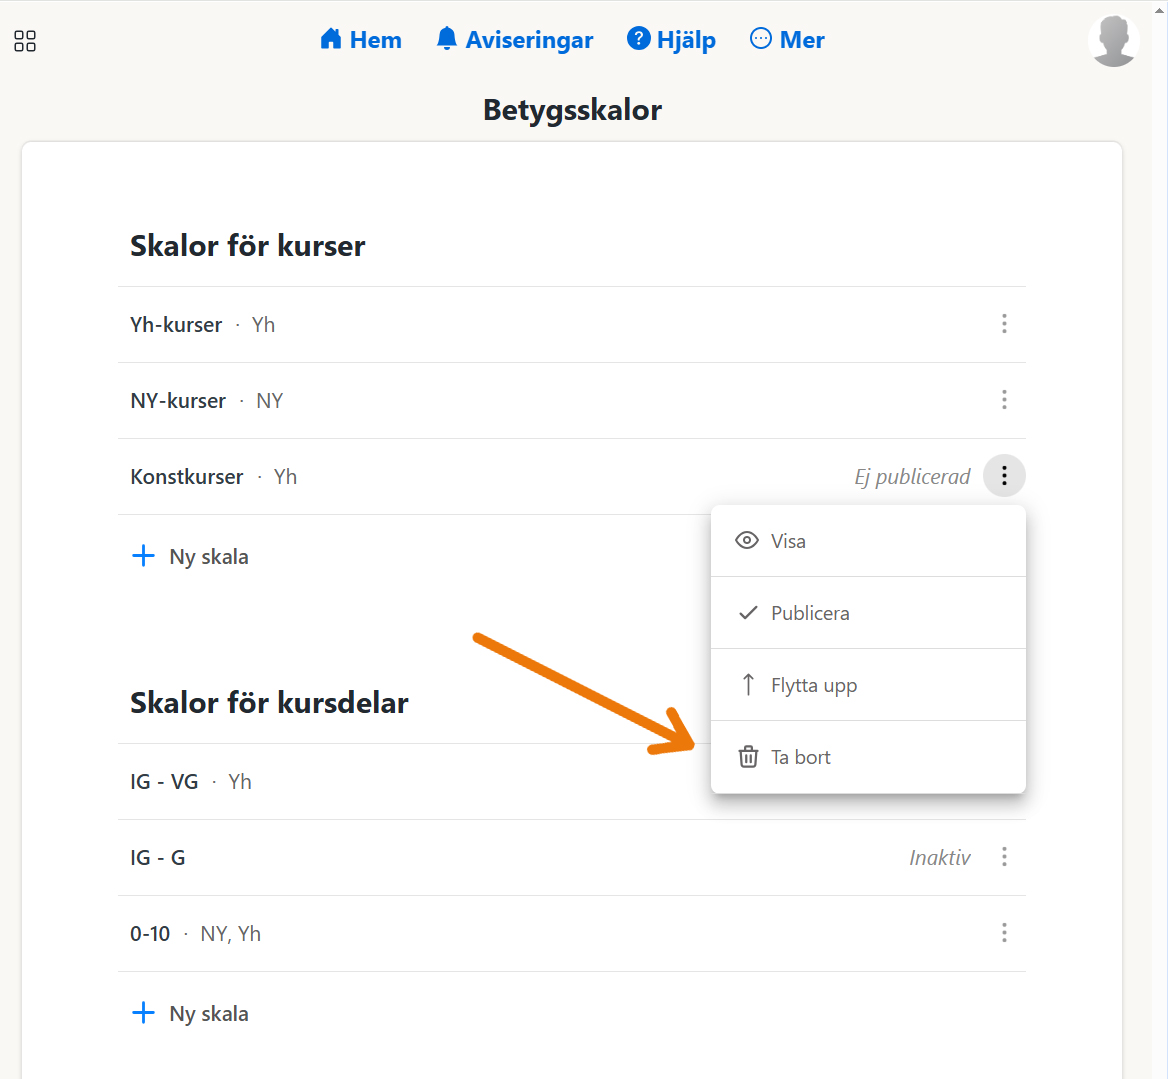 Hem Aviseringar Hjälp Mer
Betygsskalor
Skalor för kurser
Yh-kurser · Yh
NY-kurser · NY
Konstkurser · Yh Ej publicerad
Visa
Publicera
Flytta upp
Ta bort
Ny skala
Skalor för kursdelar
IG - VG · Yh
IG - G Inaktiv
0-10 · NY, Yh
Ny skala